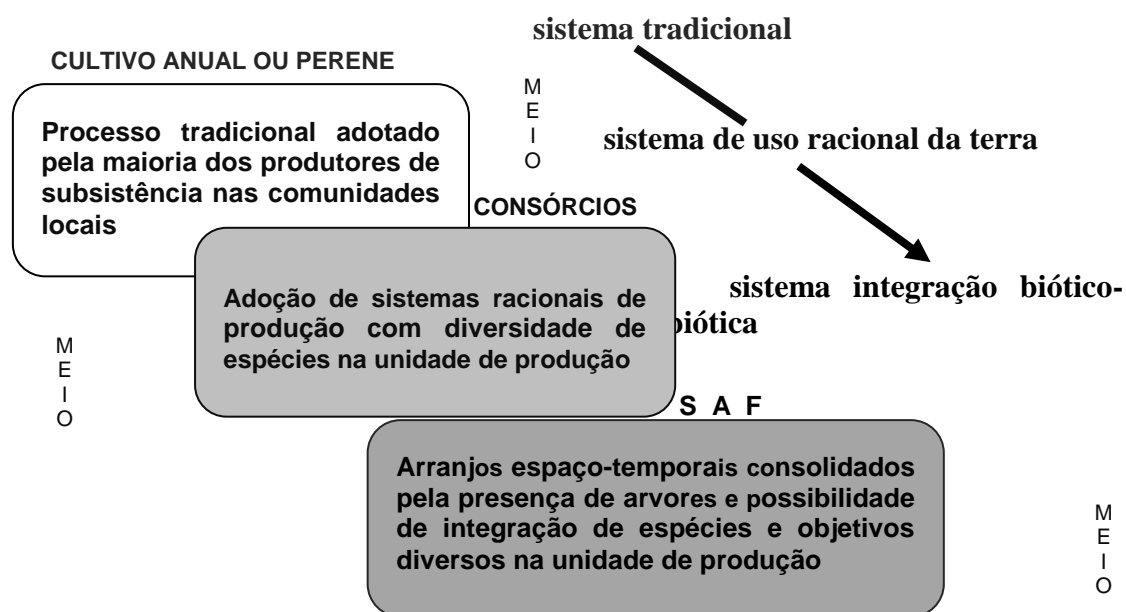 sistema tradicional
CULTIVO ANUAL OU PERENE
MEIO
Processo tradicional adotado
pela maioria dos produtores de
subsistência nas comunidades
locais
sistema de uso racional da terra
CONSÓRCIOS
Adoção de sistemas racionais de
produção com diversidade de
espécies na unidade de produção
sistema integração biótico-
biótica
MEIO
S A F
Arranjos espaço-temporais consolidados
pela presença de arvores e possibilidade
de integração de espécies e objetivos
diversos na unidade de produção
MEIO